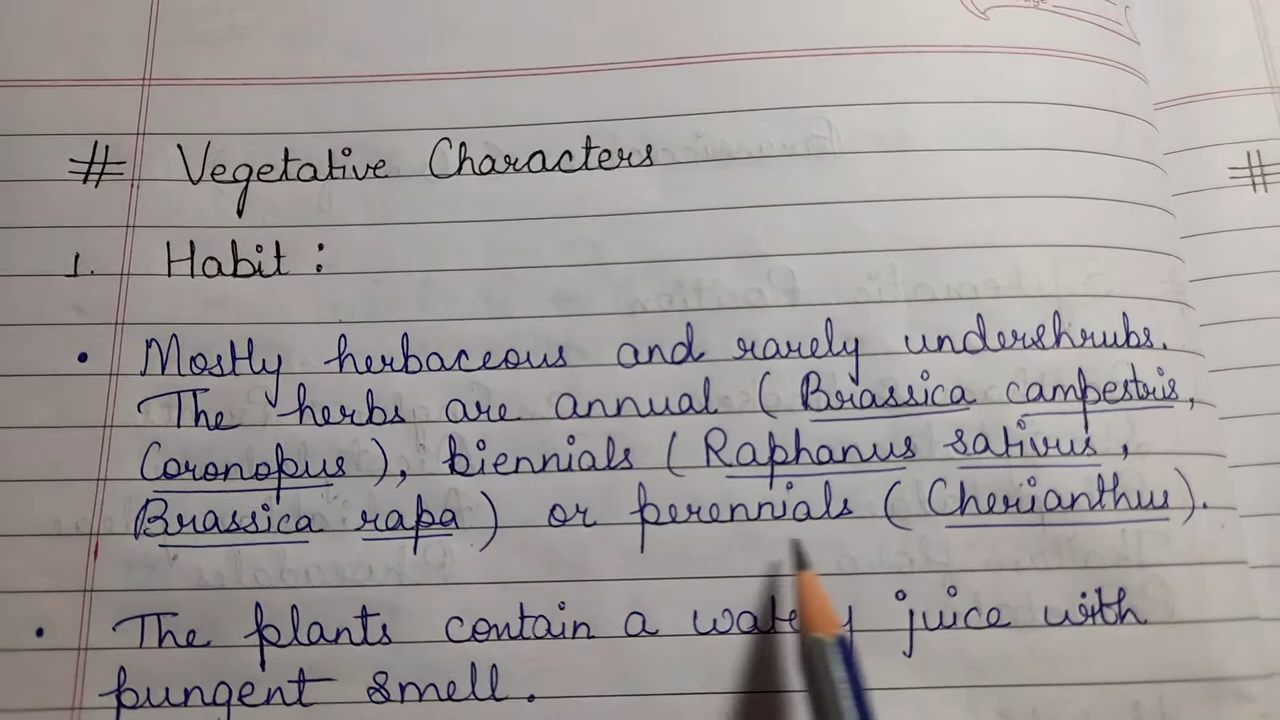 # Vegetative Characters
1. Habit :
• Mostly herbaceous and rarely undershrubs.
The herbs are annual ( Brassica campestris,
Coronopus ), biennials ( Raphanus sativus,
Brassica rapa ) or perennials ( Cherianthus ).
• The plants contain a watery juice with
pungent smell.
#